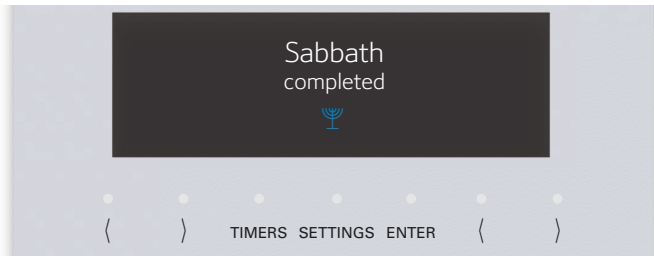 Sabbath
completed
⟨ ⟩ TIMERS SETTINGS ENTER ⟨ ⟩